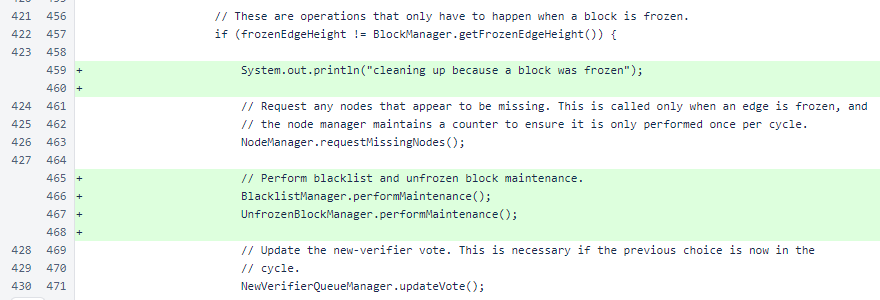 421 456 // These are operations that only have to happen when a block is frozen.
422 457 if (frozenEdgeHeight != BlockManager.getFrozenEdgeHeight()) {
423 458
459 + System.out.println("cleaning up because a block was frozen");
460 +
424 461 // Request any nodes that appear to be missing. This is called only when an edge is frozen, and
425 462 // the node manager maintains a counter to ensure it is only performed once per cycle.
426 463 NodeManager.requestMissingNodes();
427 464
465 + // Perform blacklist and unfrozen block maintenance.
466 + BlacklistManager.performMaintenance();
467 + UnfrozenBlockManager.performMaintenance();
468 +
428 469 // Update the new-verifier vote. This is necessary if the previous choice is now in the
429 470 // cycle.
430 471 NewVerifierQueueManager.updateVote();